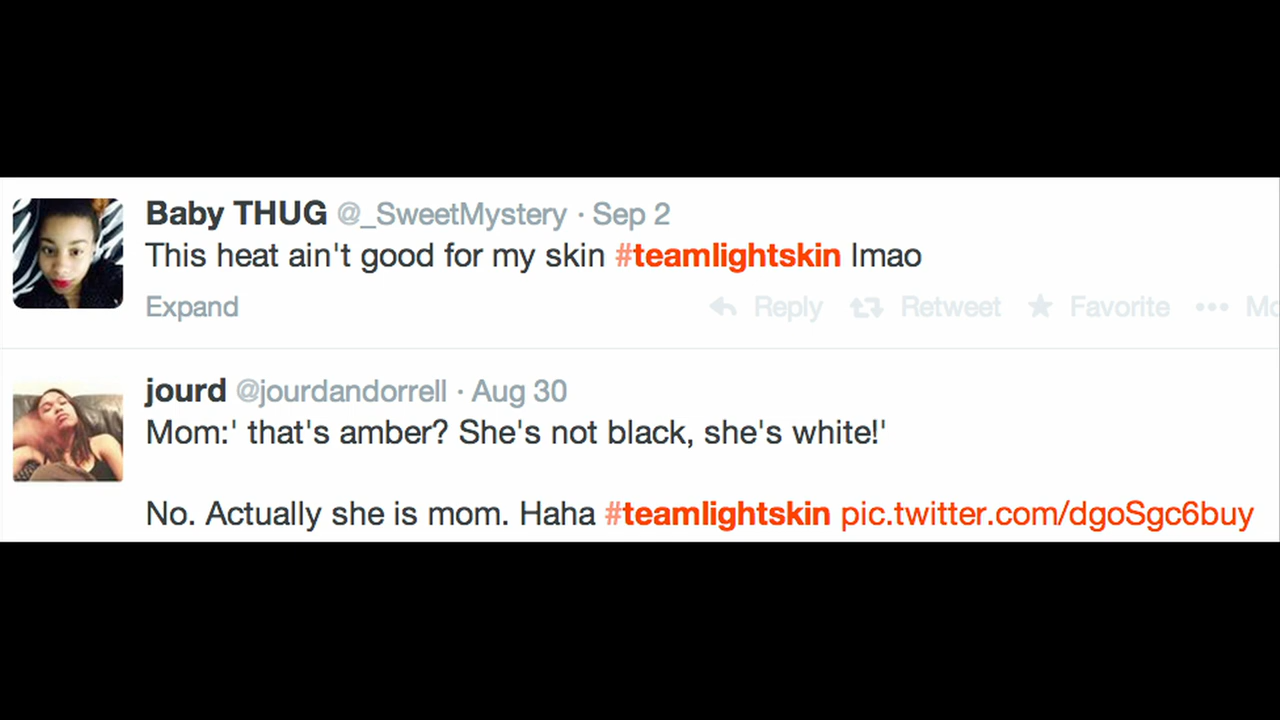 Baby THUG @_SweetMystery · Sep 2
This heat ain't good for my skin #teamlightskin lmao
Expand Reply Retweet Favorite ••• Mo
jourd @jourdandorrell · Aug 30
Mom:' that's amber? She's not black, she's white!'
No. Actually she is mom. Haha #teamlightskin pic.twitter.com/dgoSgc6buy